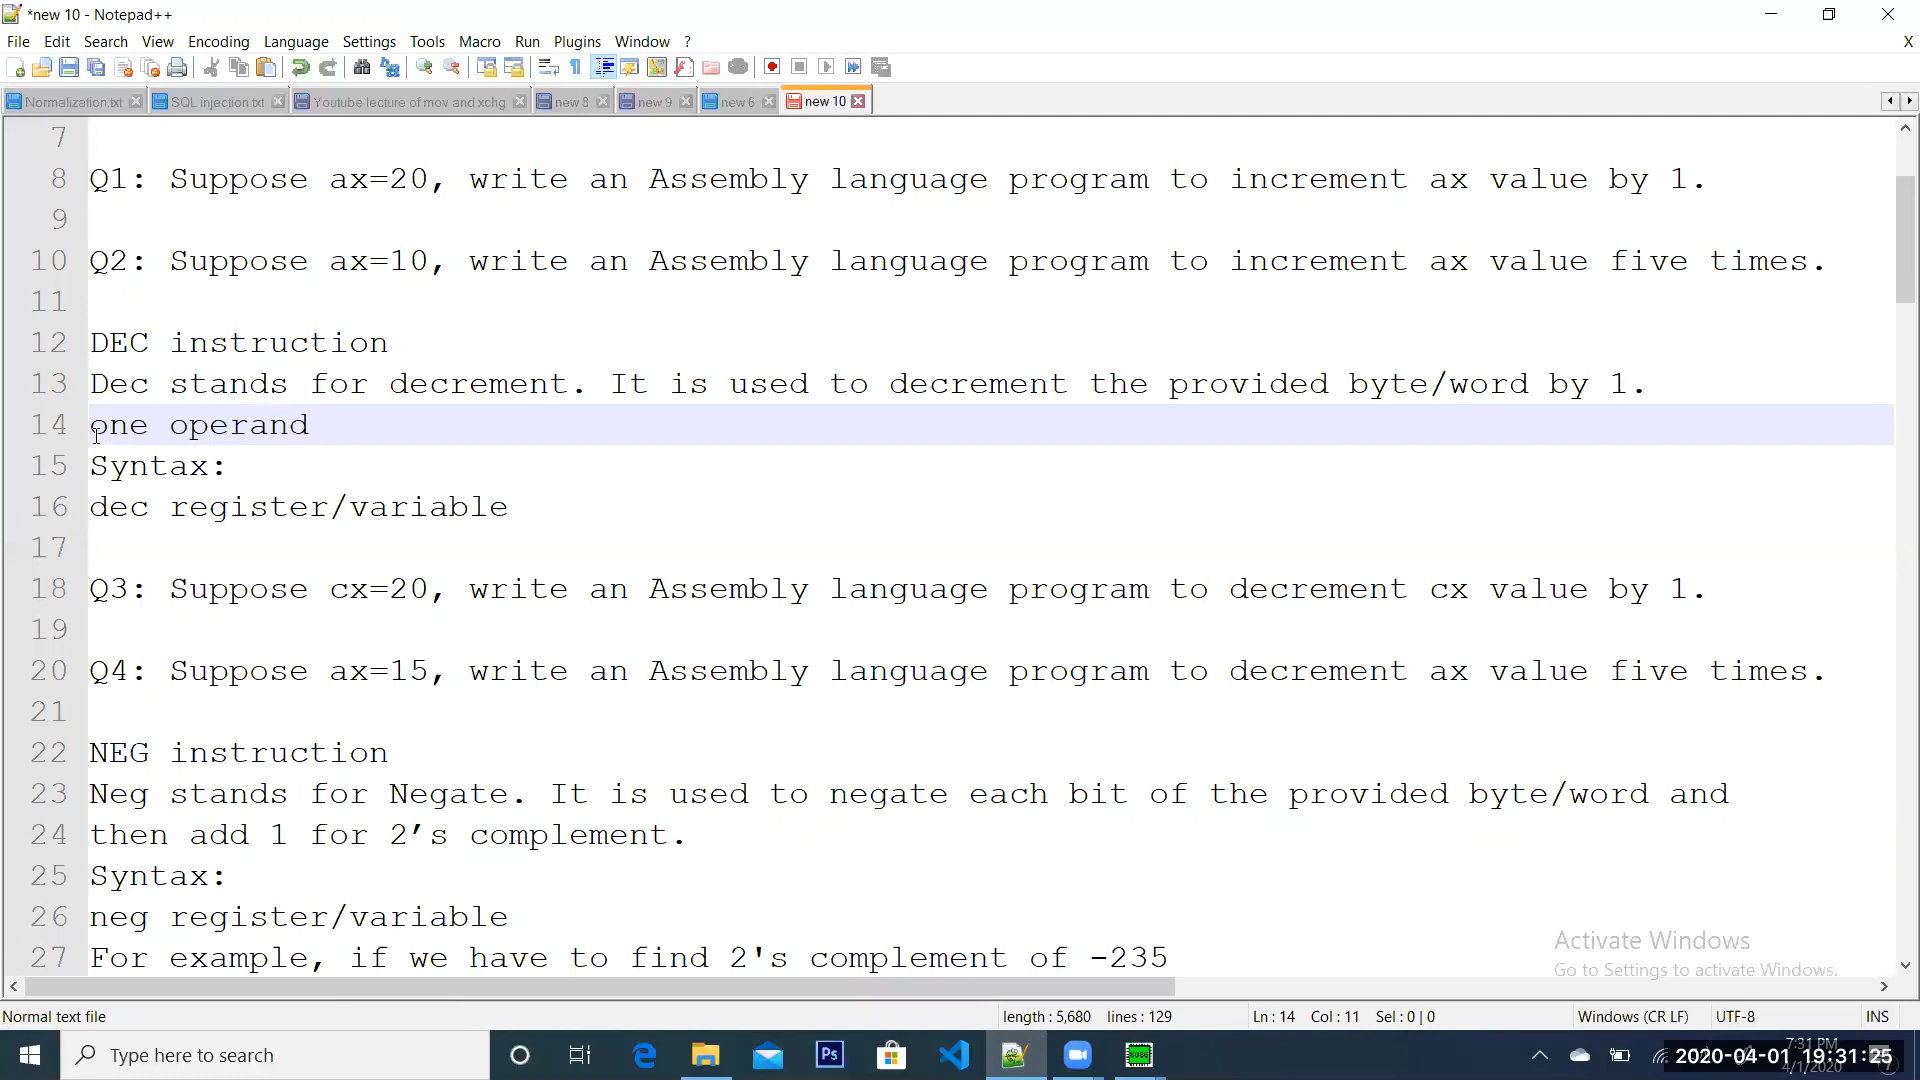 *new 10 - Notepad++
File Edit Search View Encoding Language Settings Tools Macro Run Plugins Window ? X
Normalization.txt SQL injection.txt Youtube lecture of mov and xchg new 8 new 9 new 6 new 10
7
8 Q1: Suppose ax=20, write an Assembly language program to increment ax value by 1.
9
10 Q2: Suppose ax=10, write an Assembly language program to increment ax value five times.
11
12 DEC instruction
13 Dec stands for decrement. It is used to decrement the provided byte/word by 1.
14 one operand
15 Syntax:
16 dec register/variable
17
18 Q3: Suppose cx=20, write an Assembly language program to decrement cx value by 1.
19
20 Q4: Suppose ax=15, write an Assembly language program to decrement ax value five times.
21
22 NEG instruction
23 Neg stands for Negate. It is used to negate each bit of the provided byte/word and
24 then add 1 for 2’s complement.
25 Syntax:
26 neg register/variable
27 For example, if we have to find 2's complement of -235
Activate Windows
Go to Settings to activate Windows.
Normal text file length : 5,680 lines : 129 Ln : 14 Col : 11 Sel : 0 | 0 Windows (CR LF) UTF-8 INS
Type here to search
Ps
8086
7:31 PM
2020-04-01 19:31:25
4/1/2020
7